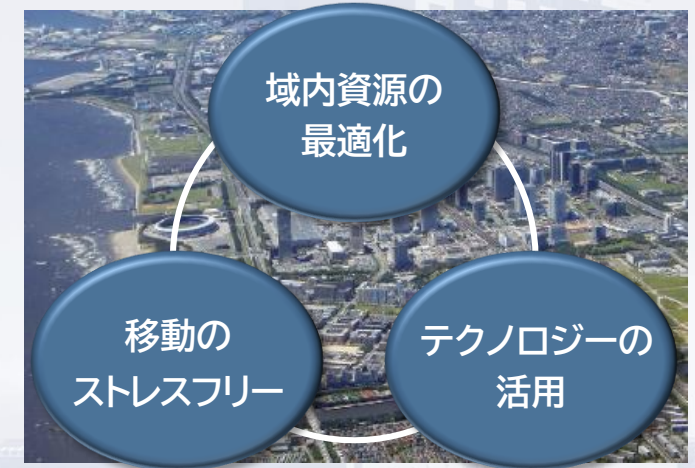 域内資源の
最適化
移動の
ストレスフリー
テクノロジーの
活用